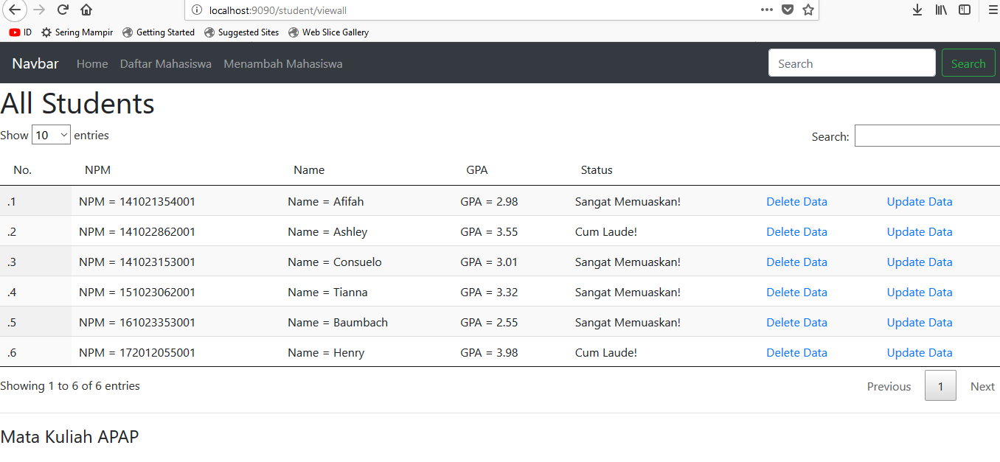 localhost:9090/student/viewall
ID Sering Mampir Getting Started Suggested Sites Web Slice Gallery
Navbar Home Daftar Mahasiswa Menambah Mahasiswa Search Search
All Students
Show 10 entries Search:
No. NPM Name GPA Status
.1 NPM = 141021354001 Name = Afifah GPA = 2.98 Sangat Memuaskan! Delete Data Update Data
.2 NPM = 141022862001 Name = Ashley GPA = 3.55 Cum Laude! Delete Data Update Data
.3 NPM = 141023153001 Name = Consuelo GPA = 3.01 Sangat Memuaskan! Delete Data Update Data
.4 NPM = 151023062001 Name = Tianna GPA = 3.32 Sangat Memuaskan! Delete Data Update Data
.5 NPM = 161023353001 Name = Baumbach GPA = 2.55 Sangat Memuaskan! Delete Data Update Data
.6 NPM = 172012055001 Name = Henry GPA = 3.98 Cum Laude! Delete Data Update Data
Showing 1 to 6 of 6 entries Previous 1 Next
Mata Kuliah APAP